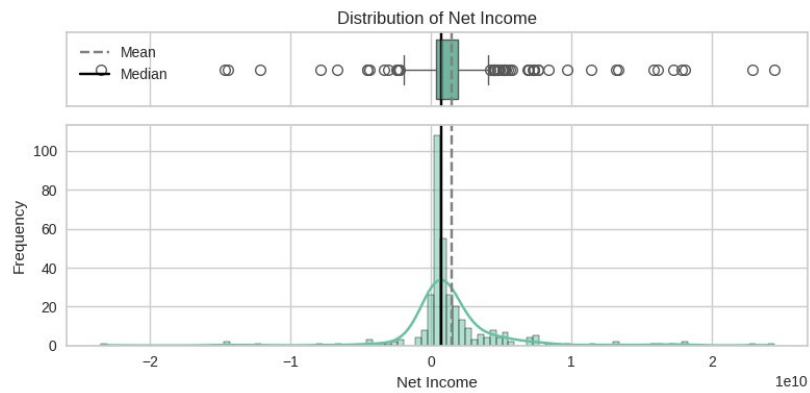 Distribution of Net Income
Mean
Median
100
80
60
40
20
0
Frequency
−2 −1 0 1 2
1e10
Net Income